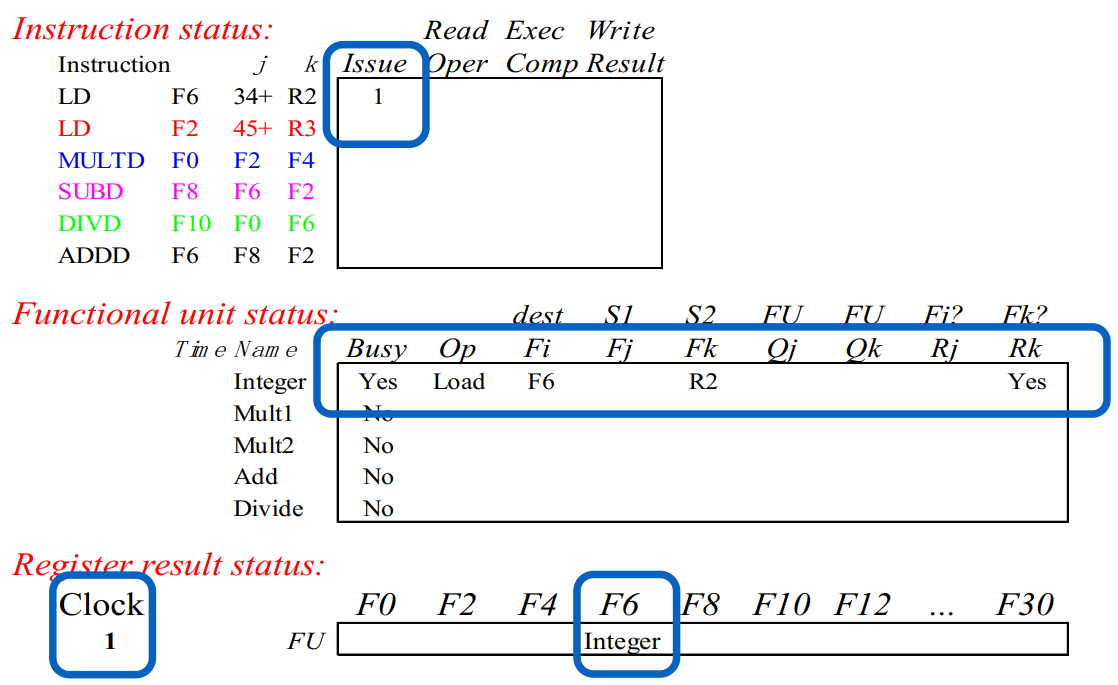 Instruction status: Read Exec Write
Instruction j k Issue Oper Comp Result
LD F6 34+ R2 1
LD F2 45+ R3
MULTD F0 F2 F4
SUBD F8 F6 F2
DIVD F10 F0 F6
ADDD F6 F8 F2
Functional unit status: dest S1 S2 FU FU Fi? Fk?
Time Name Busy Op Fi Fj Fk Qj Qk Rj Rk
Integer Yes Load F6 R2 Yes
Mult1 No
Mult2 No
Add No
Divide No
Register result status:
Clock F0 F2 F4 F6 F8 F10 F12 ... F30
1 FU Integer